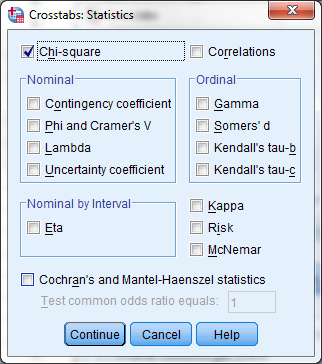 Crosstabs: Statistics
Chi-square
Correlations
Nominal
Contingency coefficient
Phi and Cramer's V
Lambda
Uncertainty coefficient
Ordinal
Gamma
Somers' d
Kendall's tau-b
Kendall's tau-c
Nominal by Interval
Eta
Kappa
Risk
McNemar
Cochran's and Mantel-Haenszel statistics
Test common odds ratio equals: 1
Continue Cancel Help